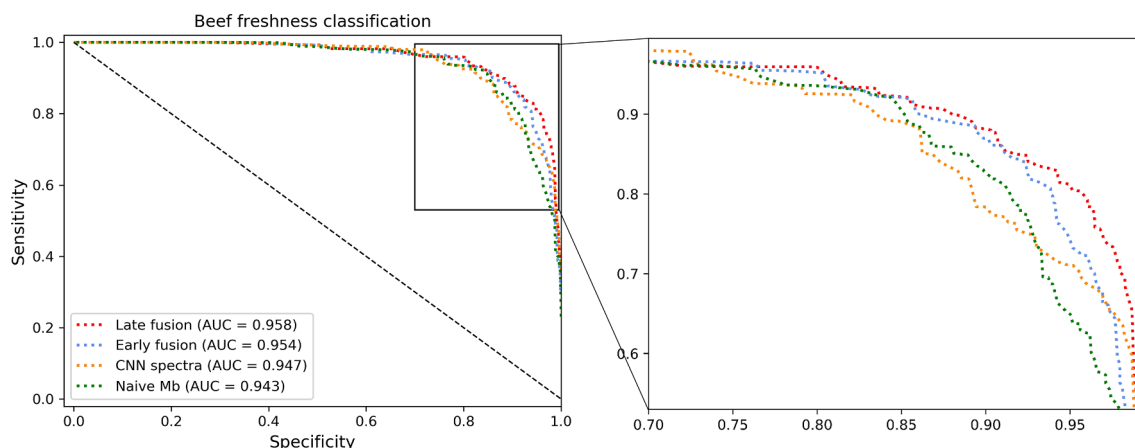 Beef freshness classification
1.0
0.8
0.6
0.4
0.2
0.0
Sensitivity
0.0 0.2 0.4 0.6 0.8 1.0
Specificity
Late fusion (AUC = 0.958)
Early fusion (AUC = 0.954)
CNN spectra (AUC = 0.947)
Naive Mb (AUC = 0.943)
0.9
0.8
0.7
0.6
0.70 0.75 0.80 0.85 0.90 0.95